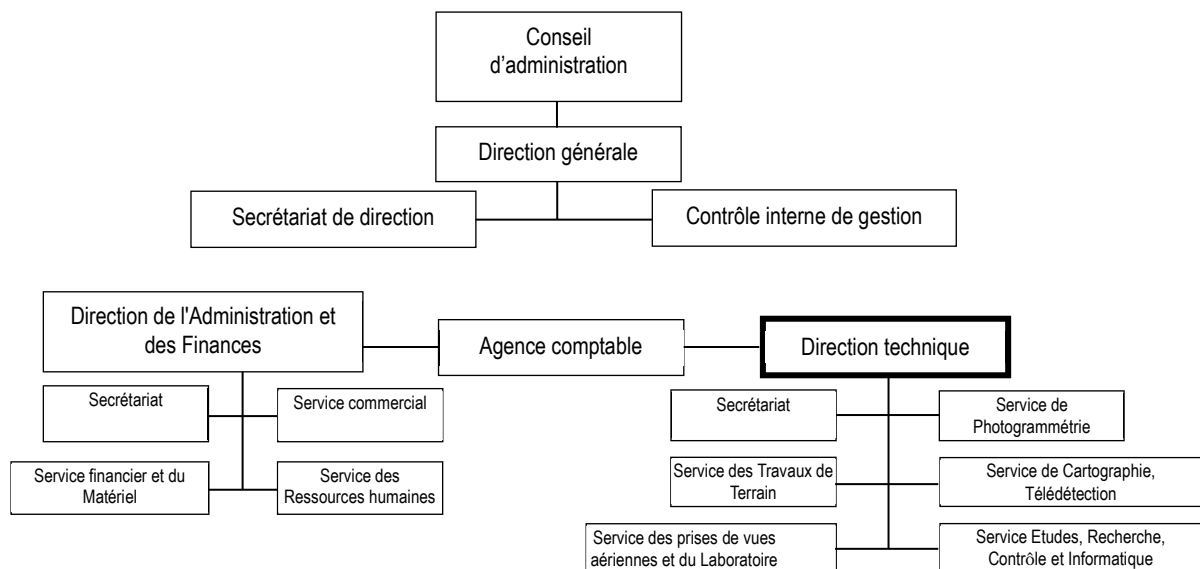 Conseil
d'administration
Direction générale
Secrétariat de direction
Contrôle interne de gestion
Direction de l'Administration et
des Finances
Agence comptable
Direction technique
Secrétariat
Service commercial
Service financier et du
Matériel
Service des
Ressources humaines
Secrétariat
Service de
Photogrammétrie
Service des Travaux de
Terrain
Service de Cartographie,
Télédétection
Service des prises de vues
aériennes et du Laboratoire
Service Etudes, Recherche,
Contrôle et Informatique